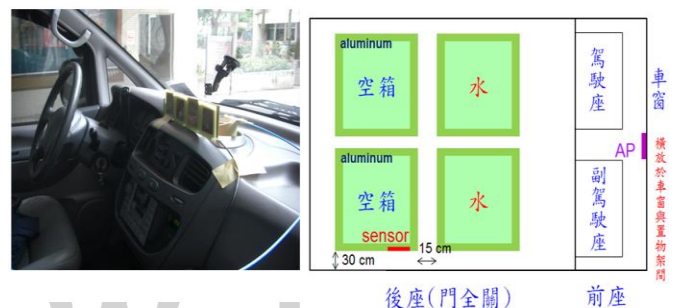 aluminum
空箱
水
駕駛座
車窗
AP
橫放於車窗與置物架間
aluminum
空箱
水
副駕駛座
sensor
15 cm
30 cm
後座(門全關)
前座